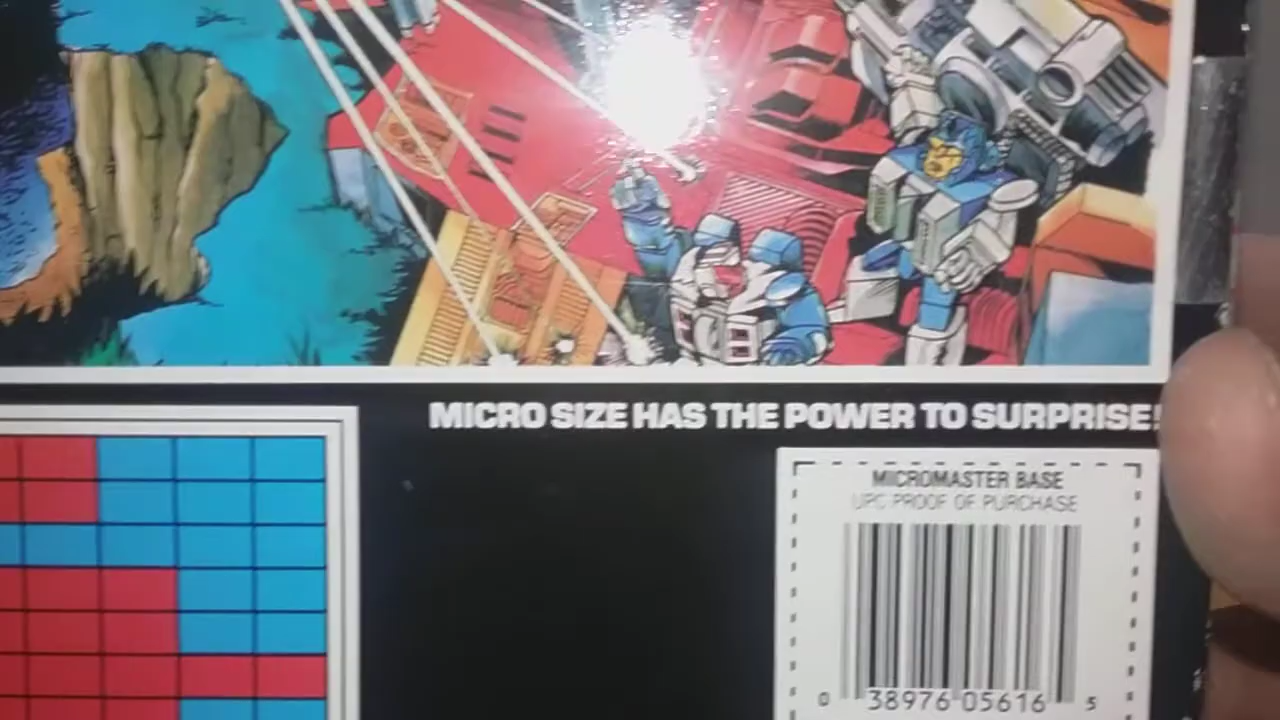 MICRO SIZE HAS THE POWER TO SURPRISE!
MICROMASTER BASE
UPC PROOF OF PURCHASE
0 38976 05616 5